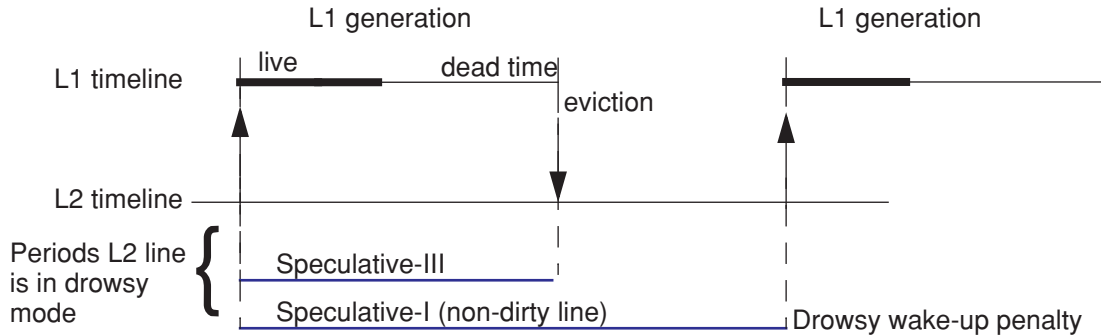 L1 generation
L1 generation
live
dead time
L1 timeline
eviction
L2 timeline
Periods L2 line
is in drowsy
mode
Speculative-III
Speculative-I (non-dirty line)
Drowsy wake-up penalty